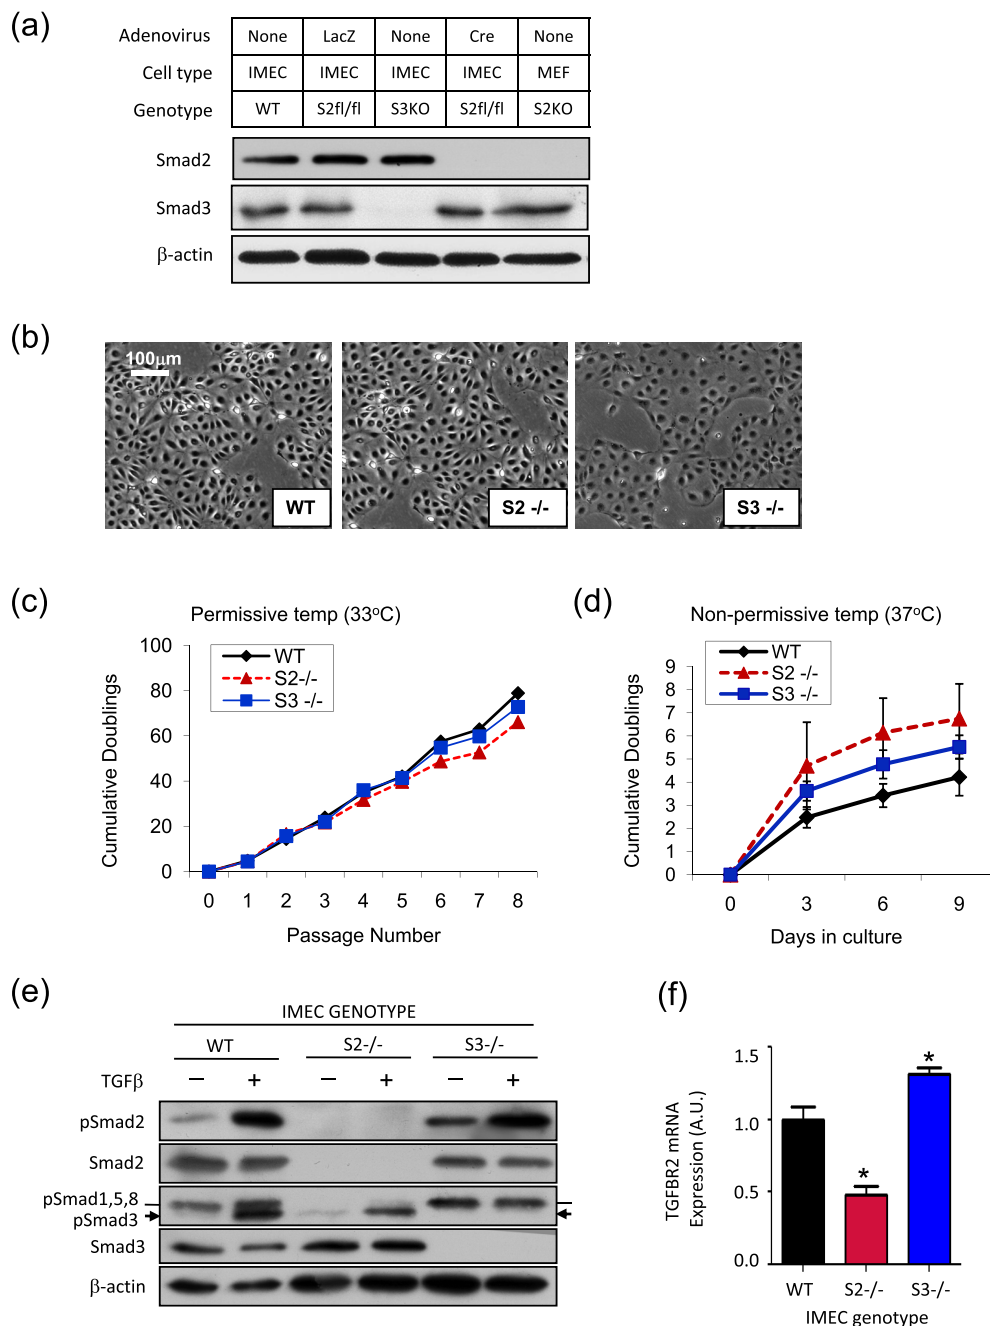 (a)
Adenovirus None LacZ None Cre None
Cell type IMEC IMEC IMEC IMEC MEF
Genotype WT S2fl/fl S3KO S2fl/fl S2KO
Smad2
Smad3
β-actin
(b)
100μm
WT
S2 -/-
S3 -/-
(c)
Permissive temp (33°C)
WT
S2-/-
S3 -/-
Cumulative Doublings
100
80
60
40
20
0
0 1 2 3 4 5 6 7 8
Passage Number
(d)
Non-permissive temp (37°C)
WT
S2 -/-
S3 -/-
Cumulative Doublings
9
8
7
6
5
4
3
2
1
0
0 3 6 9
Days in culture
(e)
IMEC GENOTYPE
WT S2-/- S3-/-
TGFβ − + − + − +
pSmad2
Smad2
pSmad1,5,8
pSmad3
Smad3
β-actin
(f)
TGFBR2 mRNA
Expression (A.U.)
1.5
1.0
0.5
0.0
*
*
WT S2-/- S3-/-
IMEC genotype